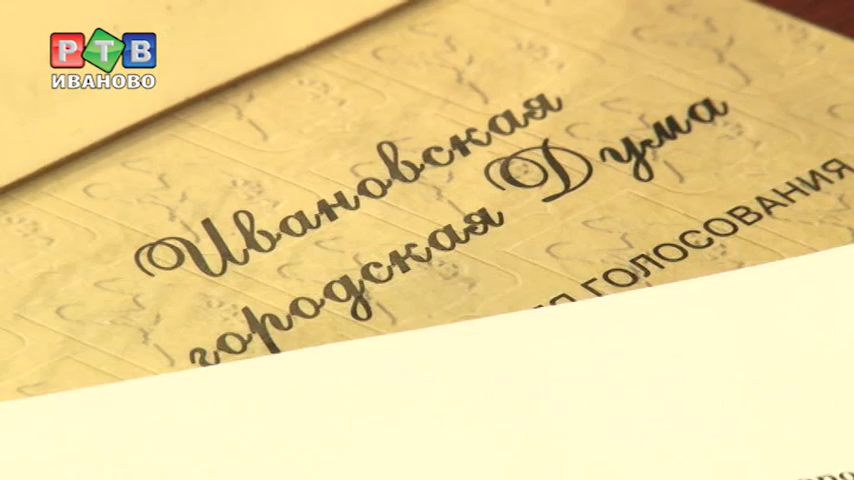 РТВ
ИВАНОВО
Ивановская
городская Дума
ГОЛОСОВАНИЯ